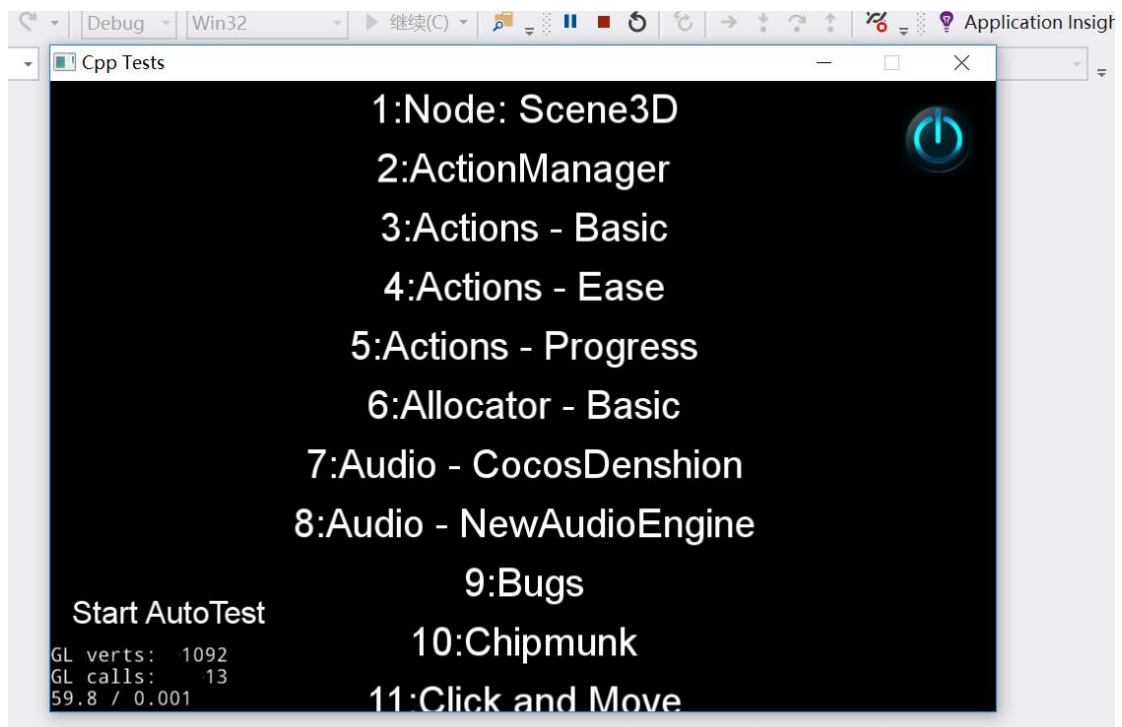 Debug Win32 继续(C) Application Insigh
Cpp Tests
1:Node: Scene3D
2:ActionManager
3:Actions - Basic
4:Actions - Ease
5:Actions - Progress
6:Allocator - Basic
7:Audio - CocosDenshion
8:Audio - NewAudioEngine
9:Bugs
10:Chipmunk
11:Click and Move
Start AutoTest
GL verts: 1092
GL calls: 13
59.8 / 0.001